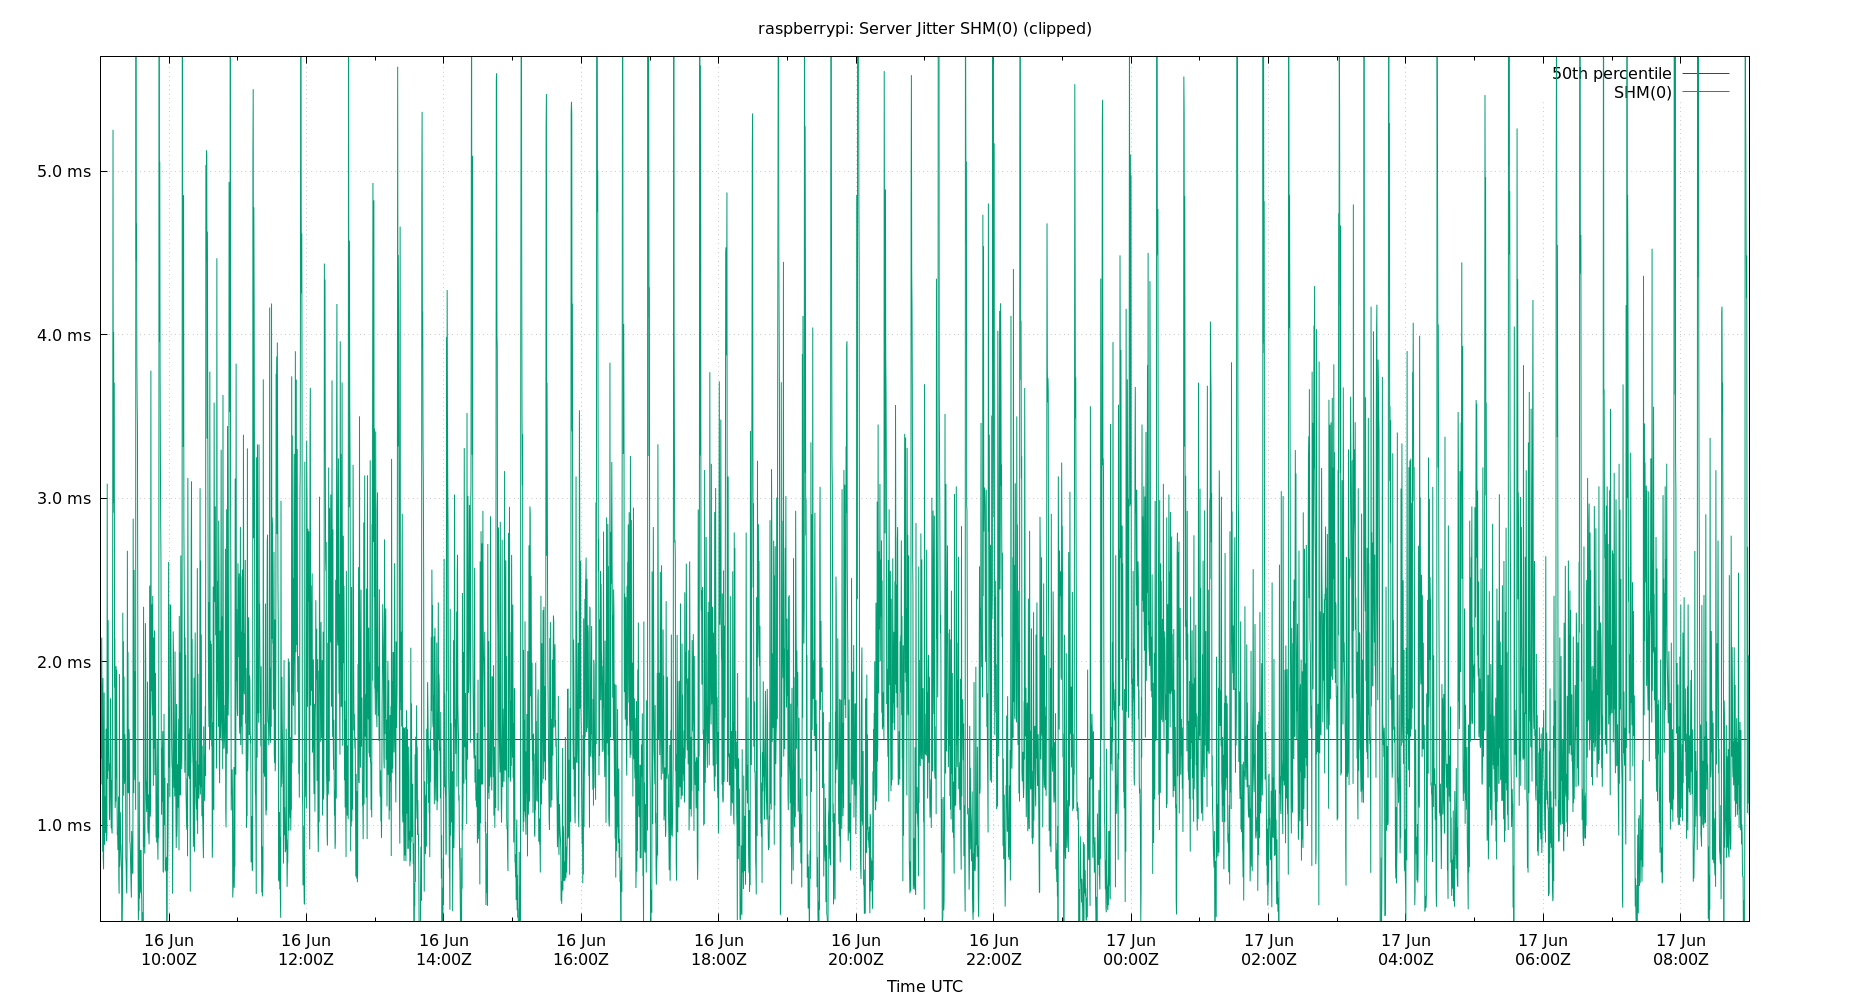 raspberrypi: Server Jitter SHM(0) (clipped)
50th percentile
SHM(0)
5.0 ms
4.0 ms
3.0 ms
2.0 ms
1.0 ms
16 Jun 16 Jun 16 Jun 16 Jun 16 Jun 16 Jun 16 Jun 17 Jun 17 Jun 17 Jun 17 Jun 17 Jun
10:00Z 12:00Z 14:00Z 16:00Z 18:00Z 20:00Z 22:00Z 00:00Z 02:00Z 04:00Z 06:00Z 08:00Z
Time UTC